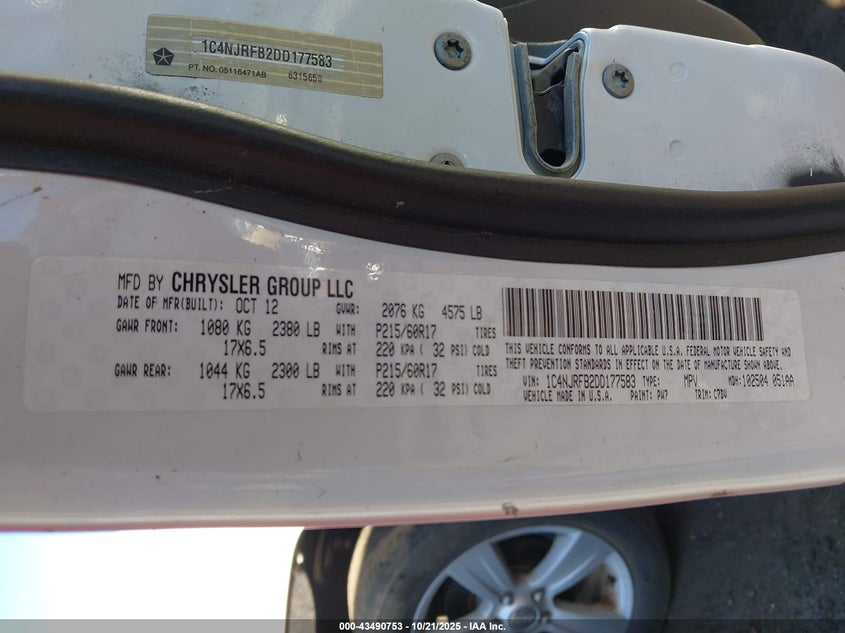 1C4NJRFB2DD177583
PT. NO. 05116471AB 6315650
MFD BY CHRYSLER GROUP LLC
DATE OF MFR(BUILT): OCT 12 GVWR: 2076 KG 4575 LB
GAWR FRONT: 1080 KG 2380 LB WITH P215/60R17 TIRES
17X6.5 RIMS AT 220 KPA ( 32 PSI) COLD
GAWR REAR: 1044 KG 2300 LB WITH P215/60R17 TIRES
17X6.5 RIMS AT 220 KPA ( 32 PSI) COLD
THIS VEHICLE CONFORMS TO ALL APPLICABLE U.S.A. FEDERAL MOTOR VEHICLE SAFETY AND
THEFT PREVENTION STANDARDS IN EFFECT ON THE DATE OF MANUFACTURE SHOWN ABOVE.
VIN: 1C4NJRFB2DD177583 TYPE: MPV MDH: 102504 051AA
VEHICLE MADE IN U.S.A. PAINT: PW7 TRIM: C7DV
000-43490753 - 10/21/2025 - IAA Inc.